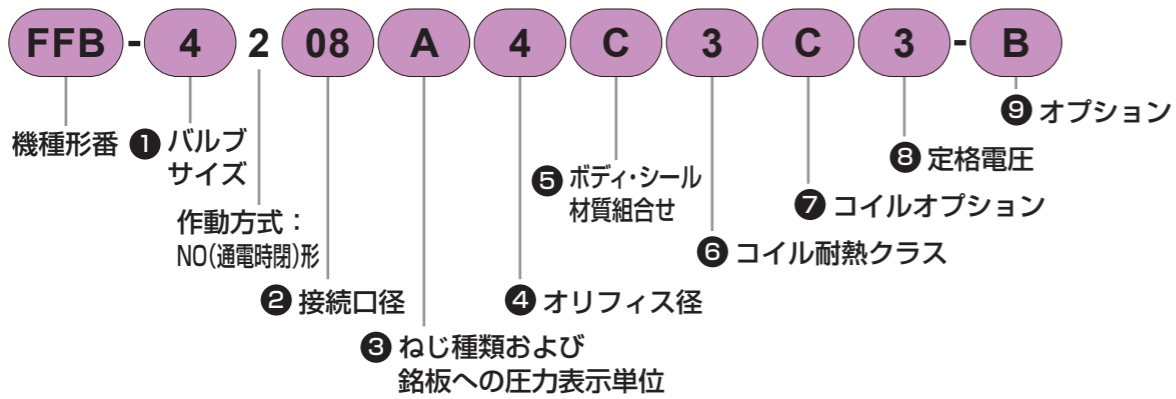 FFB - 4 2 08 A 4 C 3 C 3 - B
機種形番
❶ バルブ
サイズ
作動方式：
NO(通電時閉)形
❷ 接続口径
❸ ねじ種類および
銘板への圧力表示単位
❹ オリフィス径
❺ ボディ・シール
材質組合せ
❻ コイル耐熱クラス
❼ コイルオプション
❽ 定格電圧
❾ オプション